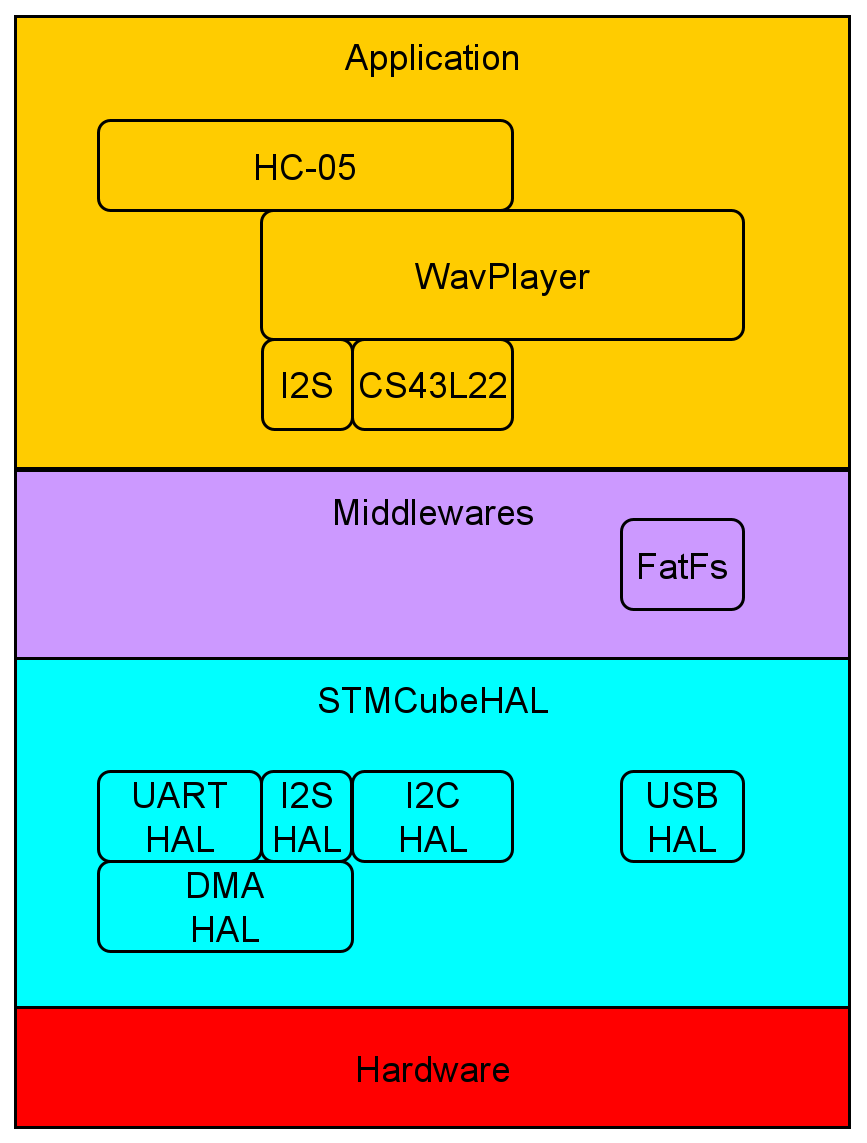 Application
HC-05
WavPlayer
I2S
CS43L22
Middlewares
FatFs
STMCubeHAL
UART
HAL
I2S
HAL
I2C
HAL
USB
HAL
DMA
HAL
Hardware